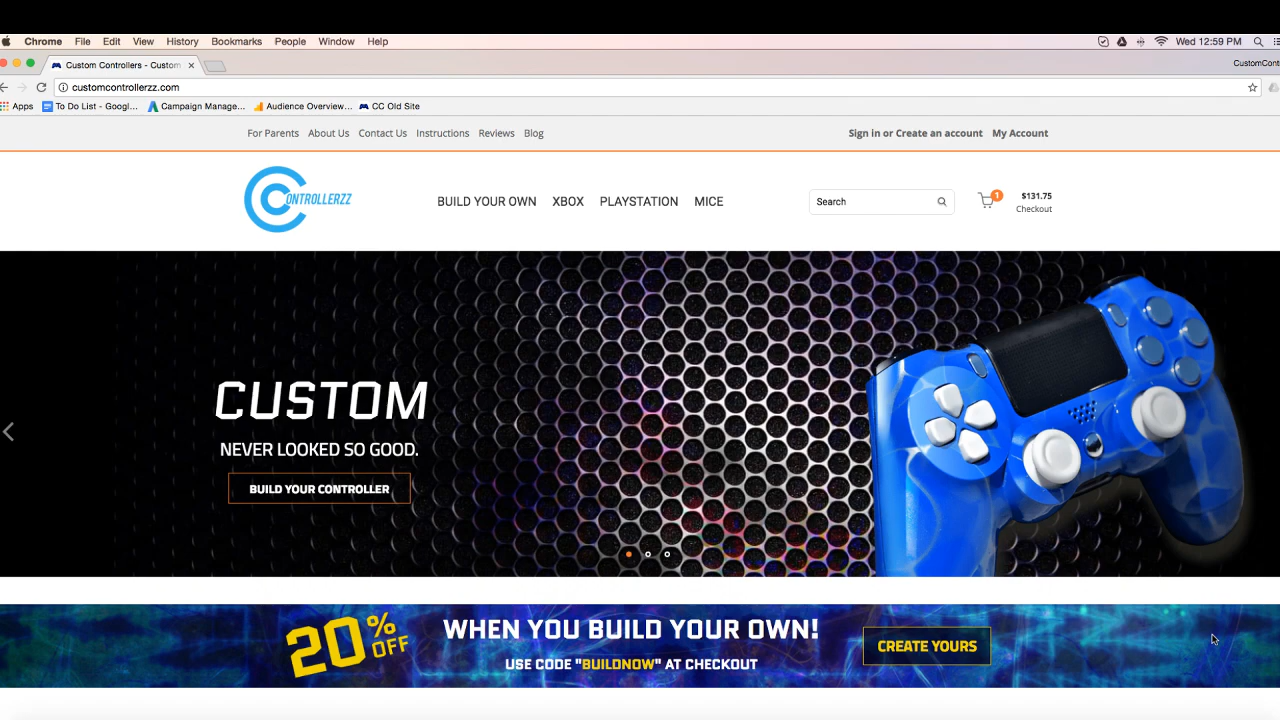 Chrome File Edit View History Bookmarks People Window Help Wed 12:59 PM
Custom Controllers - Custom
CustomCont
customcontrollerzz.com
Apps To Do List - Googl... Campaign Manage... Audience Overview... CC Old Site
For Parents About Us Contact Us Instructions Reviews Blog Sign in or Create an account My Account
CONTROLLERZZ
BUILD YOUR OWN XBOX PLAYSTATION MICE
Search
1
$131.75
Checkout
CUSTOM
NEVER LOOKED SO GOOD.
BUILD YOUR CONTROLLER
20% OFF
WHEN YOU BUILD YOUR OWN!
USE CODE "BUILDNOW" AT CHECKOUT
CREATE YOURS